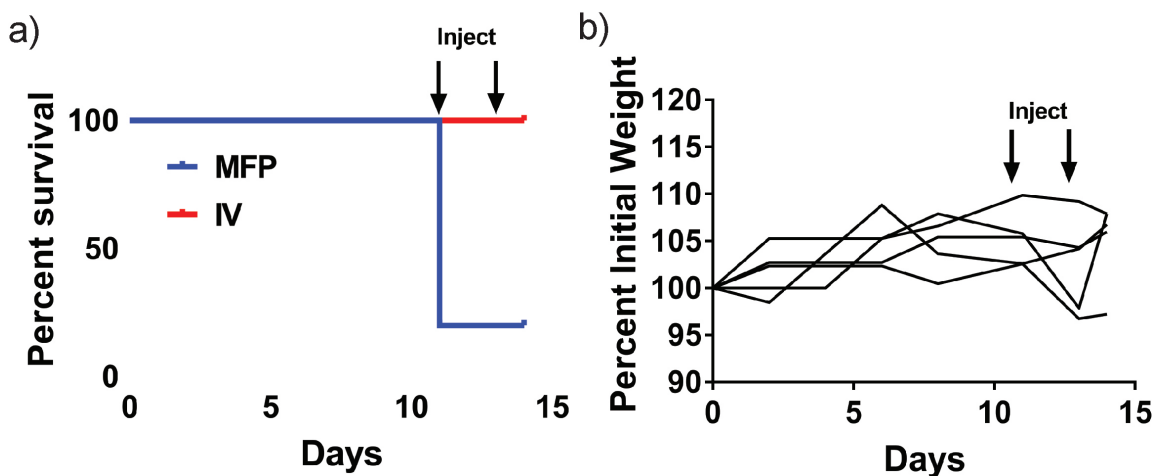 a)
Inject
Percent survival
100
50
0
MFP
IV
0 5 10 15
Days
b)
Inject
Percent Initial Weight
120
115
110
105
100
95
90
0 5 10 15
Days